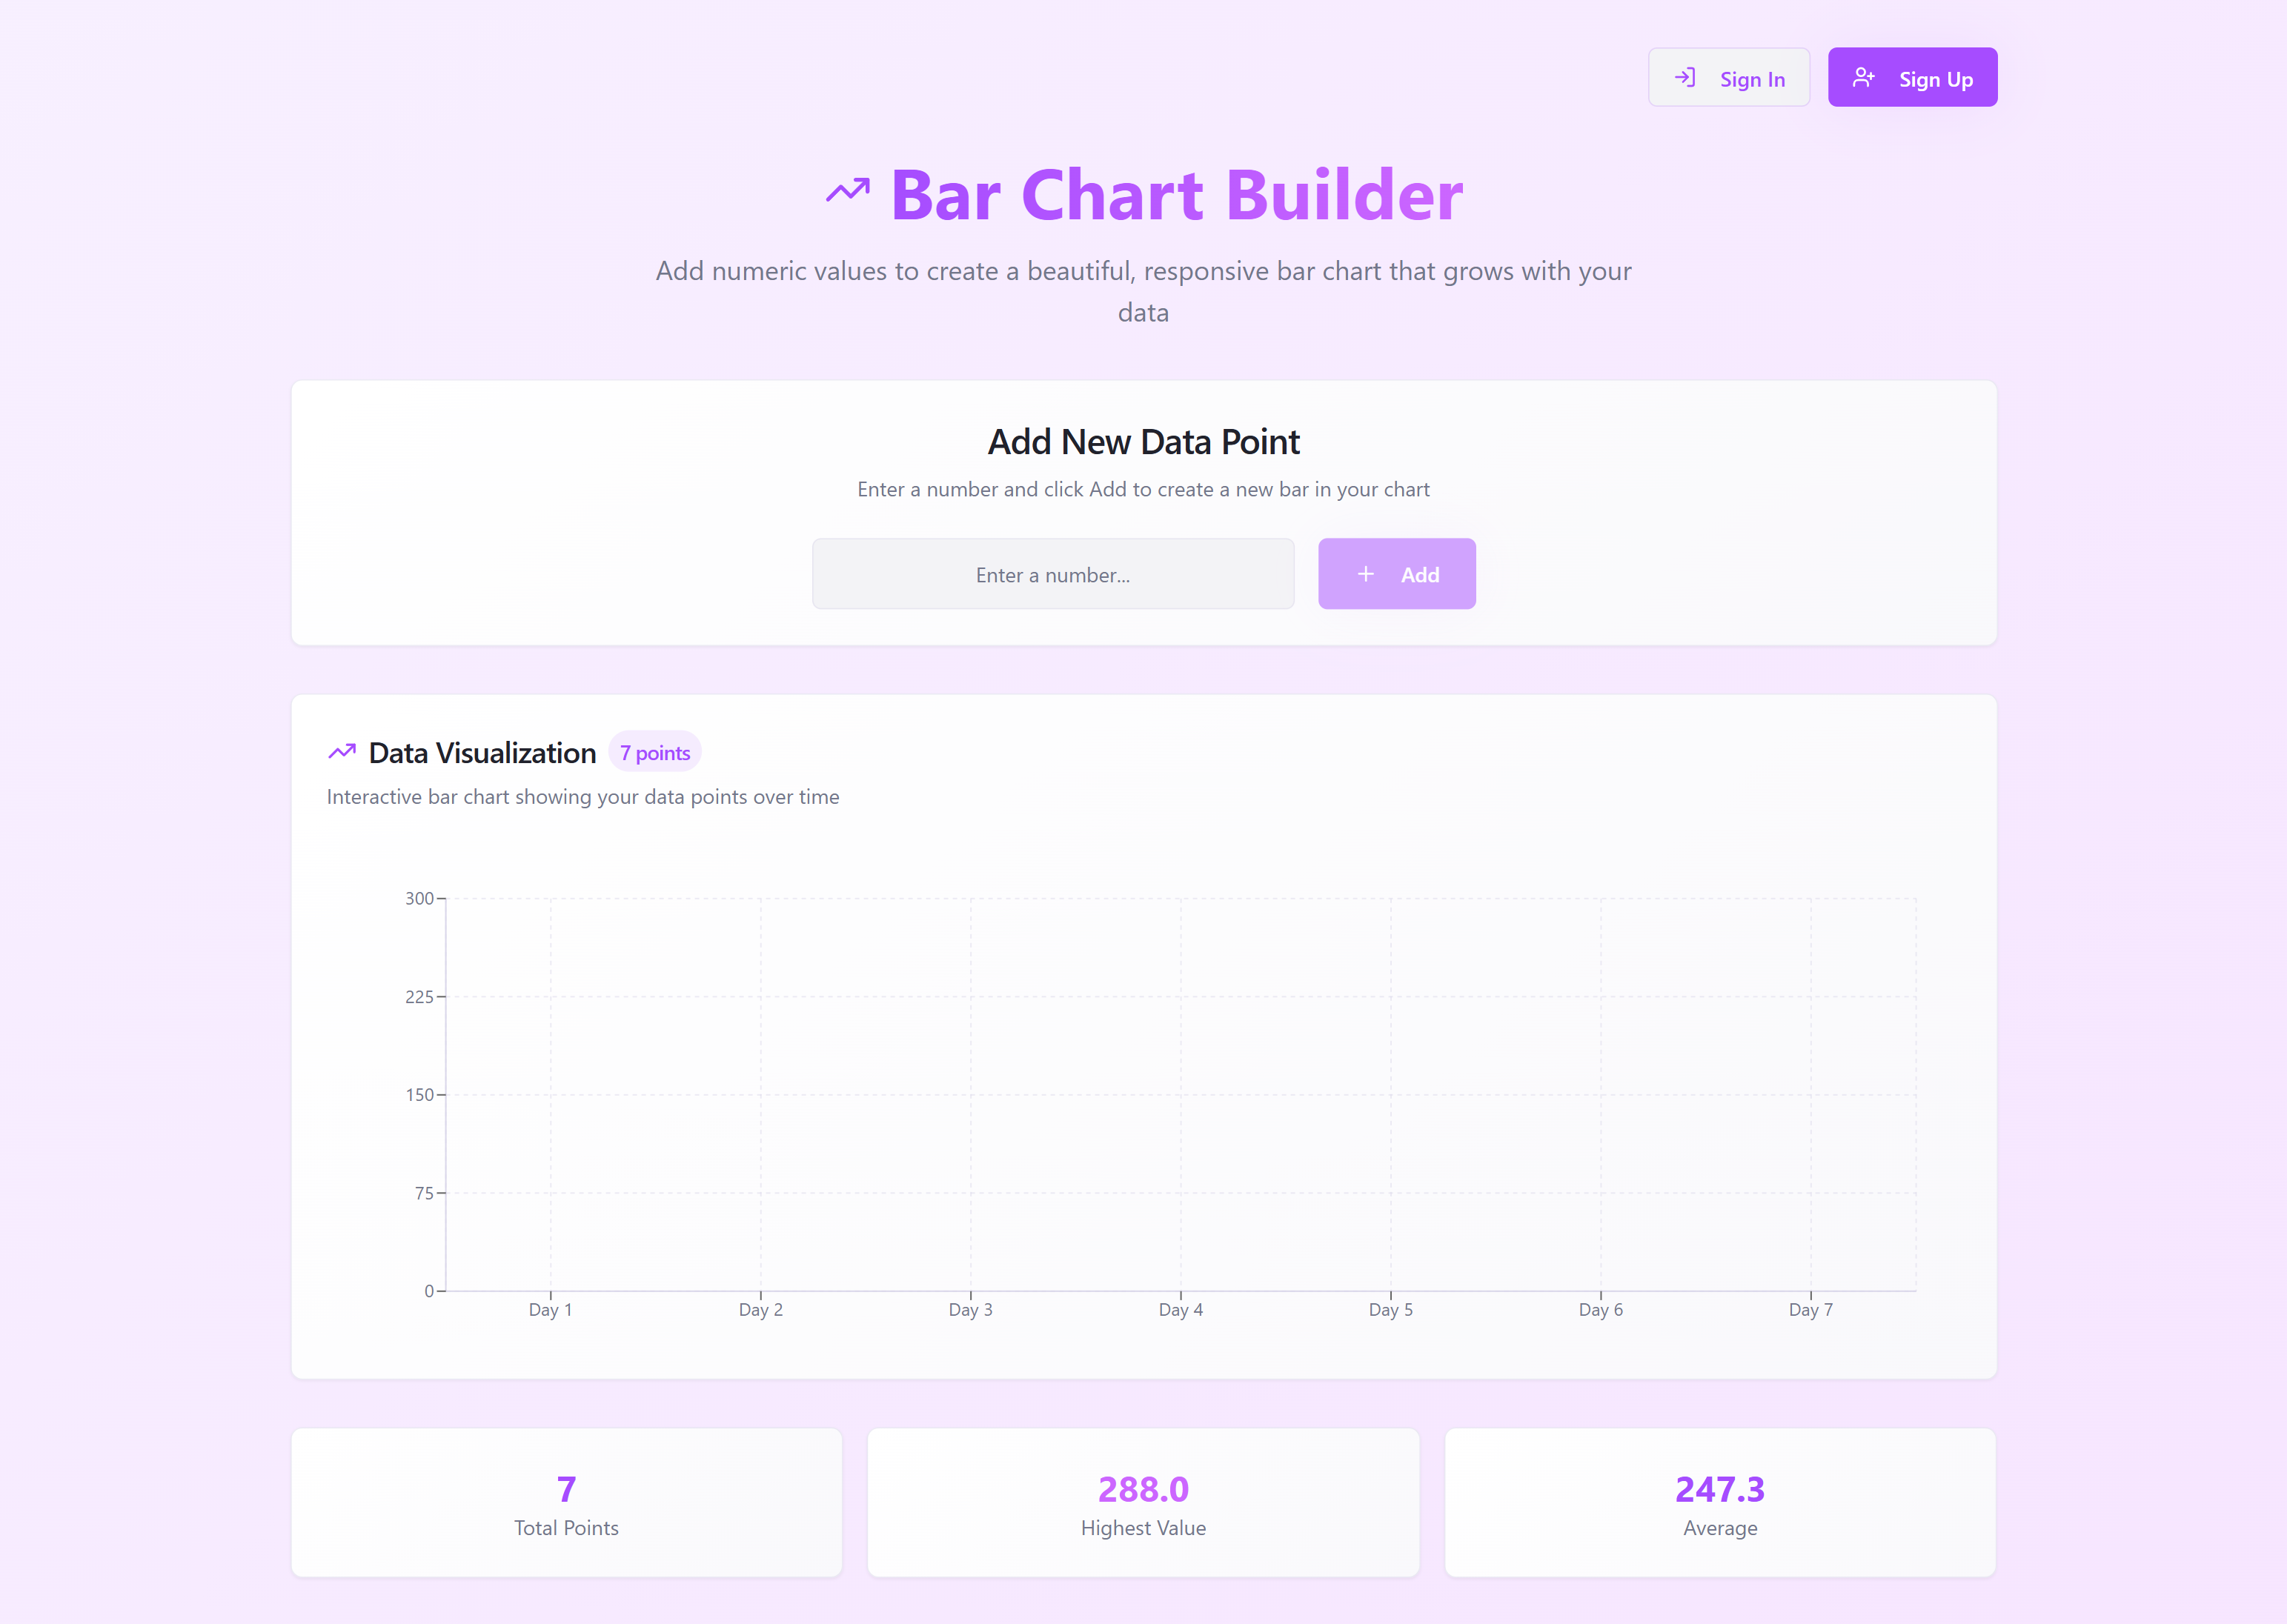 Sign In
Sign Up
Bar Chart Builder
Add numeric values to create a beautiful, responsive bar chart that grows with your
data
Add New Data Point
Enter a number and click Add to create a new bar in your chart
Enter a number...
Add
Data Visualization
7 points
Interactive bar chart showing your data points over time
300
225
150
75
0
Day 1
Day 2
Day 3
Day 4
Day 5
Day 6
Day 7
7
Total Points
288.0
Highest Value
247.3
Average